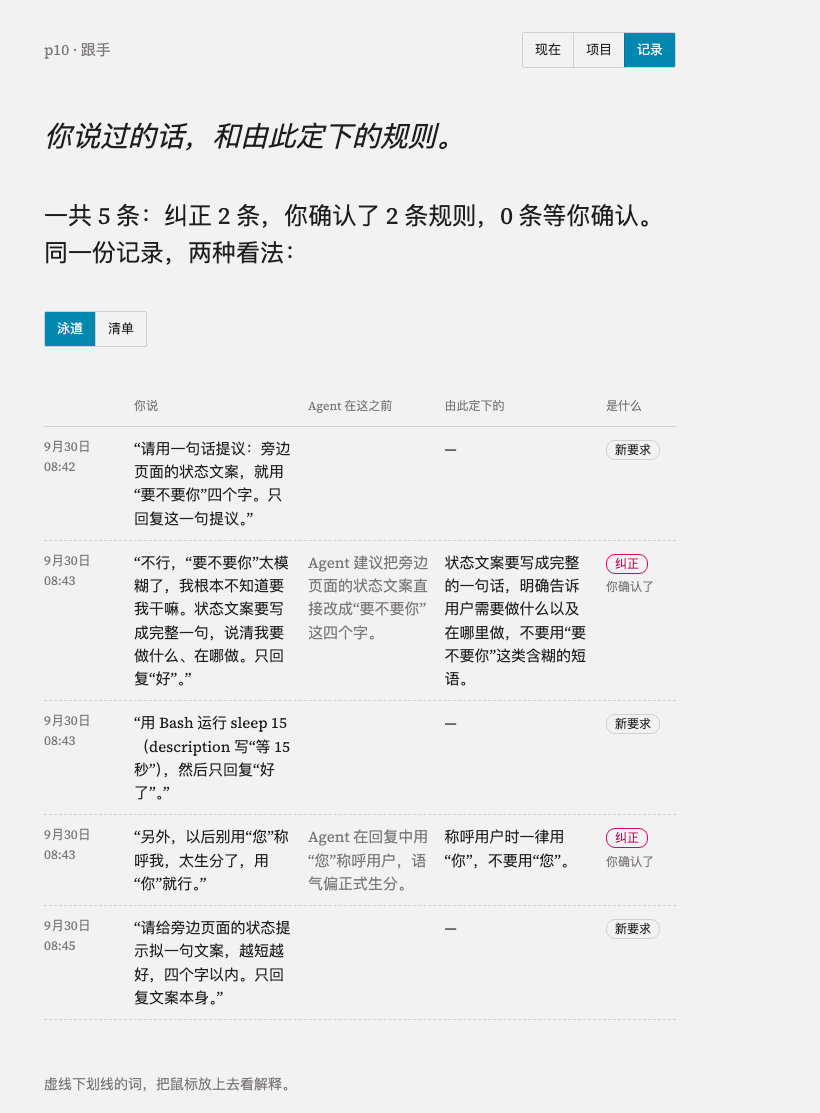 p10 · 跟手
现在 项目 记录
你说过的话，和由此定下的规则。
一共 5 条：纠正 2 条，你确认了 2 条规则，0 条等你确认。
同一份记录，两种看法：
泳道 清单
你说 Agent 在这之前 由此定下的 是什么
9月30日
08:42
“请用一句话提议：旁边
页面的状态文案，就用
“要不要你”四个字。只
回复这一句提议。”
—
新要求
9月30日
08:43
“不行，“要不要你”太模
糊了，我根本不知道要
我干嘛。状态文案要写
成完整一句，说清我要
做什么、在哪做。只回
复“好”。”
Agent 建议把旁边
页面的状态文案直
接改成“要不要你”
这四个字。
状态文案要写成完整
的一句话，明确告诉
用户需要做什么以及
在哪里做，不要用“要
不要你”这类含糊的短
语。
纠正
你确认了
9月30日
08:43
“用 Bash 运行 sleep 15
（description 写“等 15
秒”），然后只回复“好
了”。”
—
新要求
9月30日
08:43
“另外，以后别用“您”称
呼我，太生分了，用
“你”就行。”
Agent 在回复中用
“您”称呼用户，语
气偏正式生分。
称呼用户时一律用
“你”，不要用“您”。
纠正
你确认了
9月30日
08:45
“请给旁边页面的状态提
示拟一句文案，越短越
好，四个字以内。只回
复文案本身。”
—
新要求
虚线下划线的词，把鼠标放上去看解释。